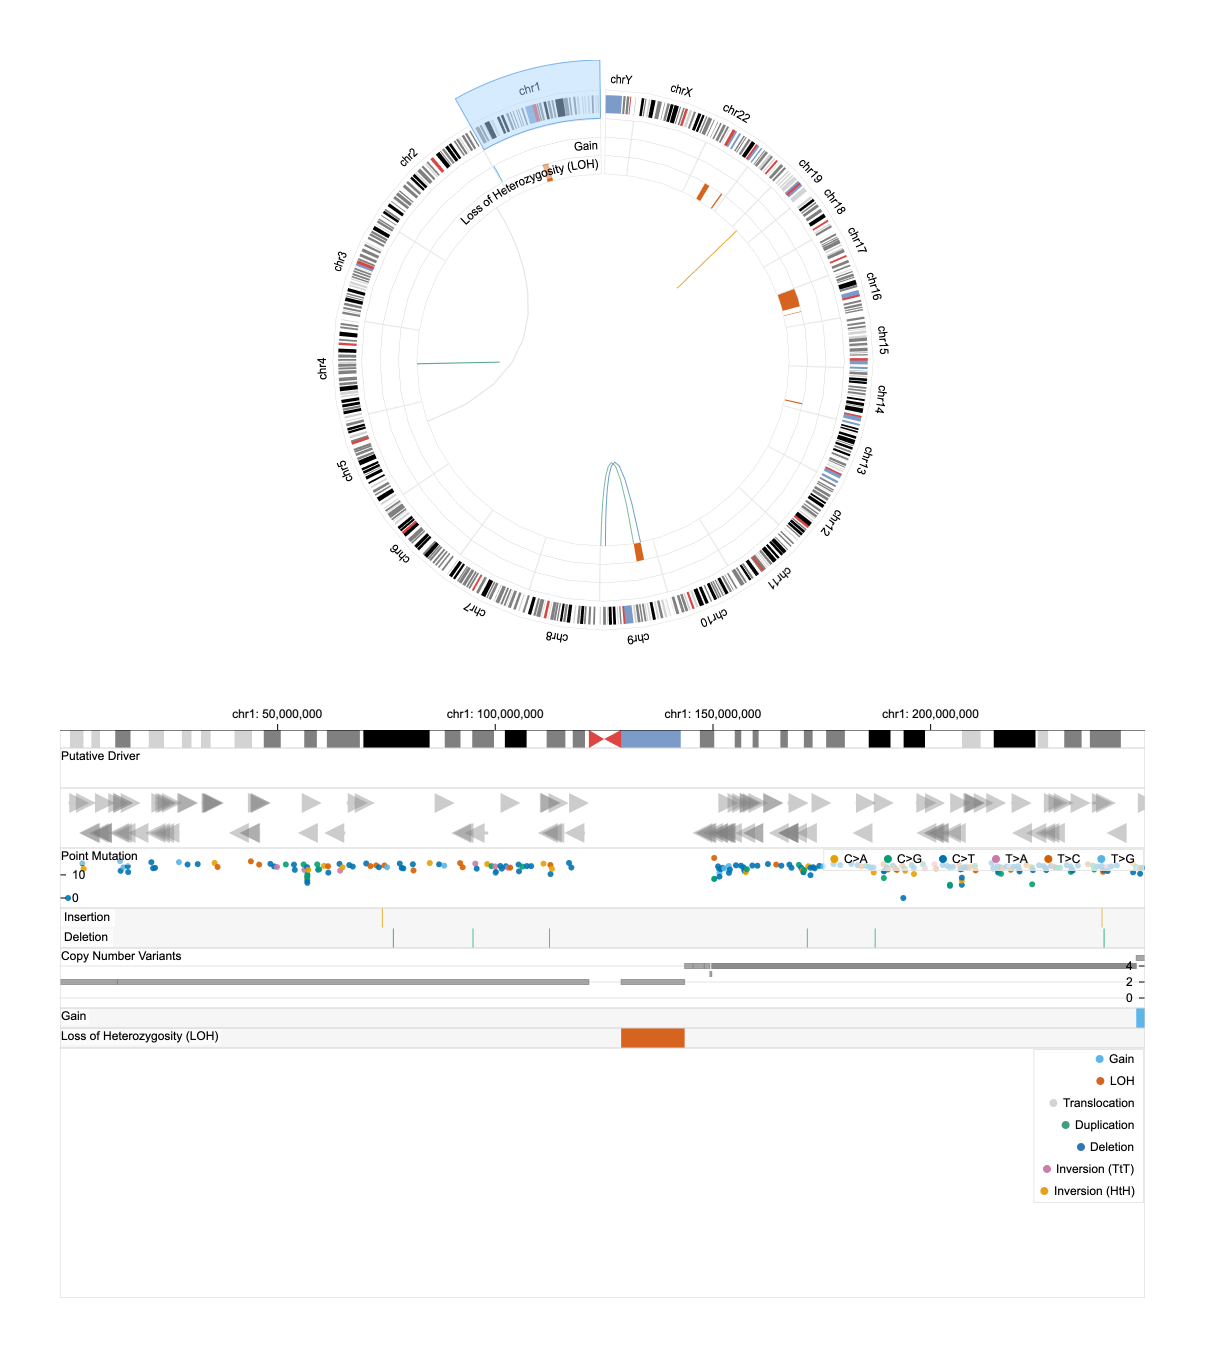 chr1
chrY
chrX
chr22
chr2
Gain
Loss of Heterozygosity (LOH)
chr19
chr18
chr17
chr3
chr16
chr15
chr4
chr14
chr5
chr13
chr6
chr12
chr11
chr7
chr10
chr8
chr9
chr1: 50,000,000
chr1: 100,000,000
chr1: 150,000,000
chr1: 200,000,000
Putative Driver
Point Mutation
C>A
C>G
C>T
T>A
T>C
T>G
10
0
Insertion
Deletion
Copy Number Variants
4
2
0
Gain
Loss of Heterozygosity (LOH)
Gain
LOH
Translocation
Duplication
Deletion
Inversion (TtT)
Inversion (HtH)